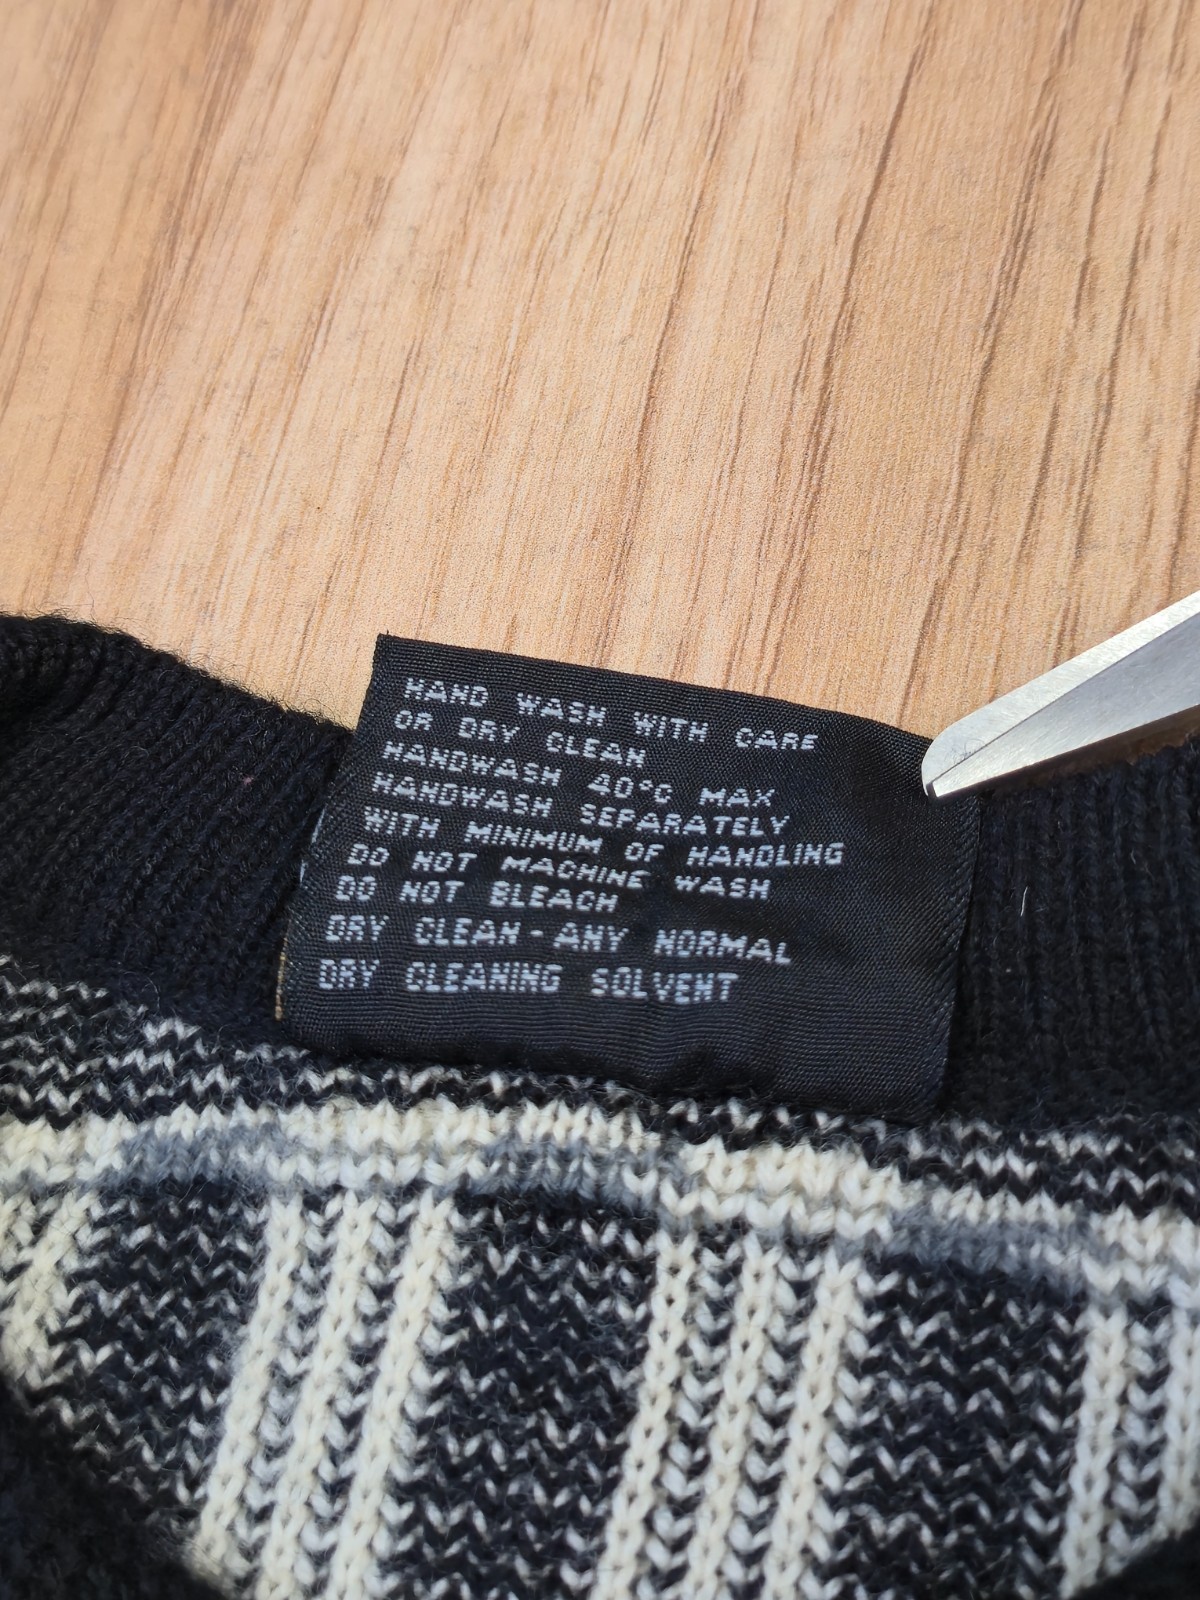 HAND WASH WITH CARE
OR DRY CLEAN
HANDWASH 40°C MAX
HANDWASH SEPARATELY
WITH MINIMUM OF HANDLING
DO NOT MACHINE WASH
DO NOT BLEACH
DRY CLEAN - ANY NORMAL
DRY CLEANING SOLVENT